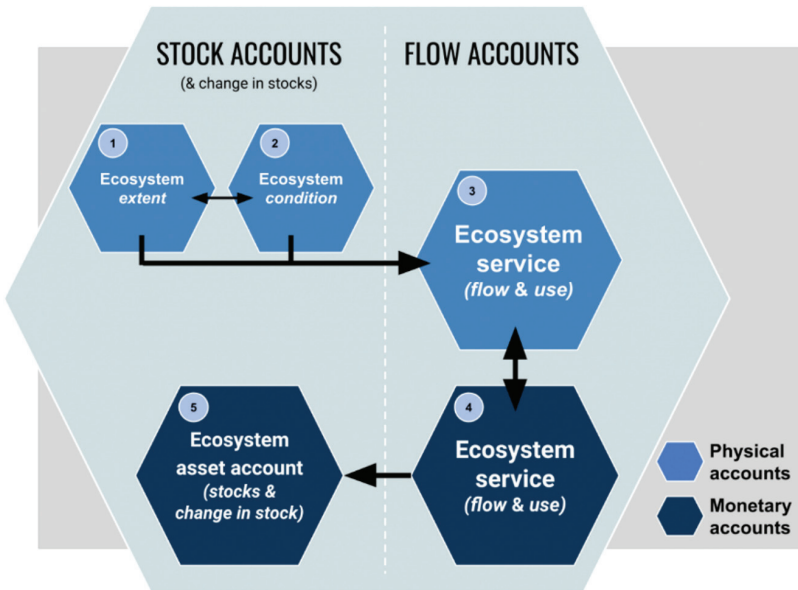 STOCK ACCOUNTS
(& change in stocks)
FLOW ACCOUNTS
1
Ecosystem
extent
2
Ecosystem
condition
3
Ecosystem
service
(flow & use)
5
Ecosystem
asset account
(stocks &
change in stock)
4
Ecosystem
service
(flow & use)
Physical
accounts
Monetary
accounts